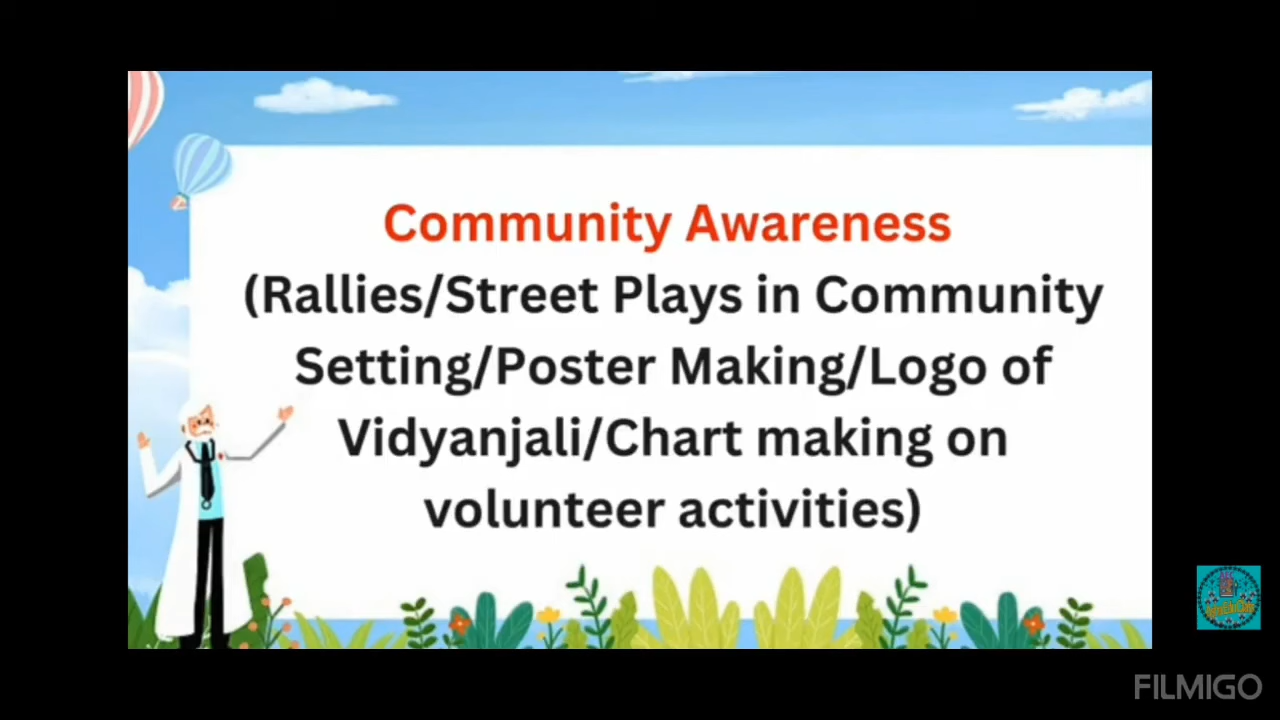 Community Awareness
(Rallies/Street Plays in Community
Setting/Poster Making/Logo of
Vidyanjali/Chart making on
volunteer activities)
FILMIGO